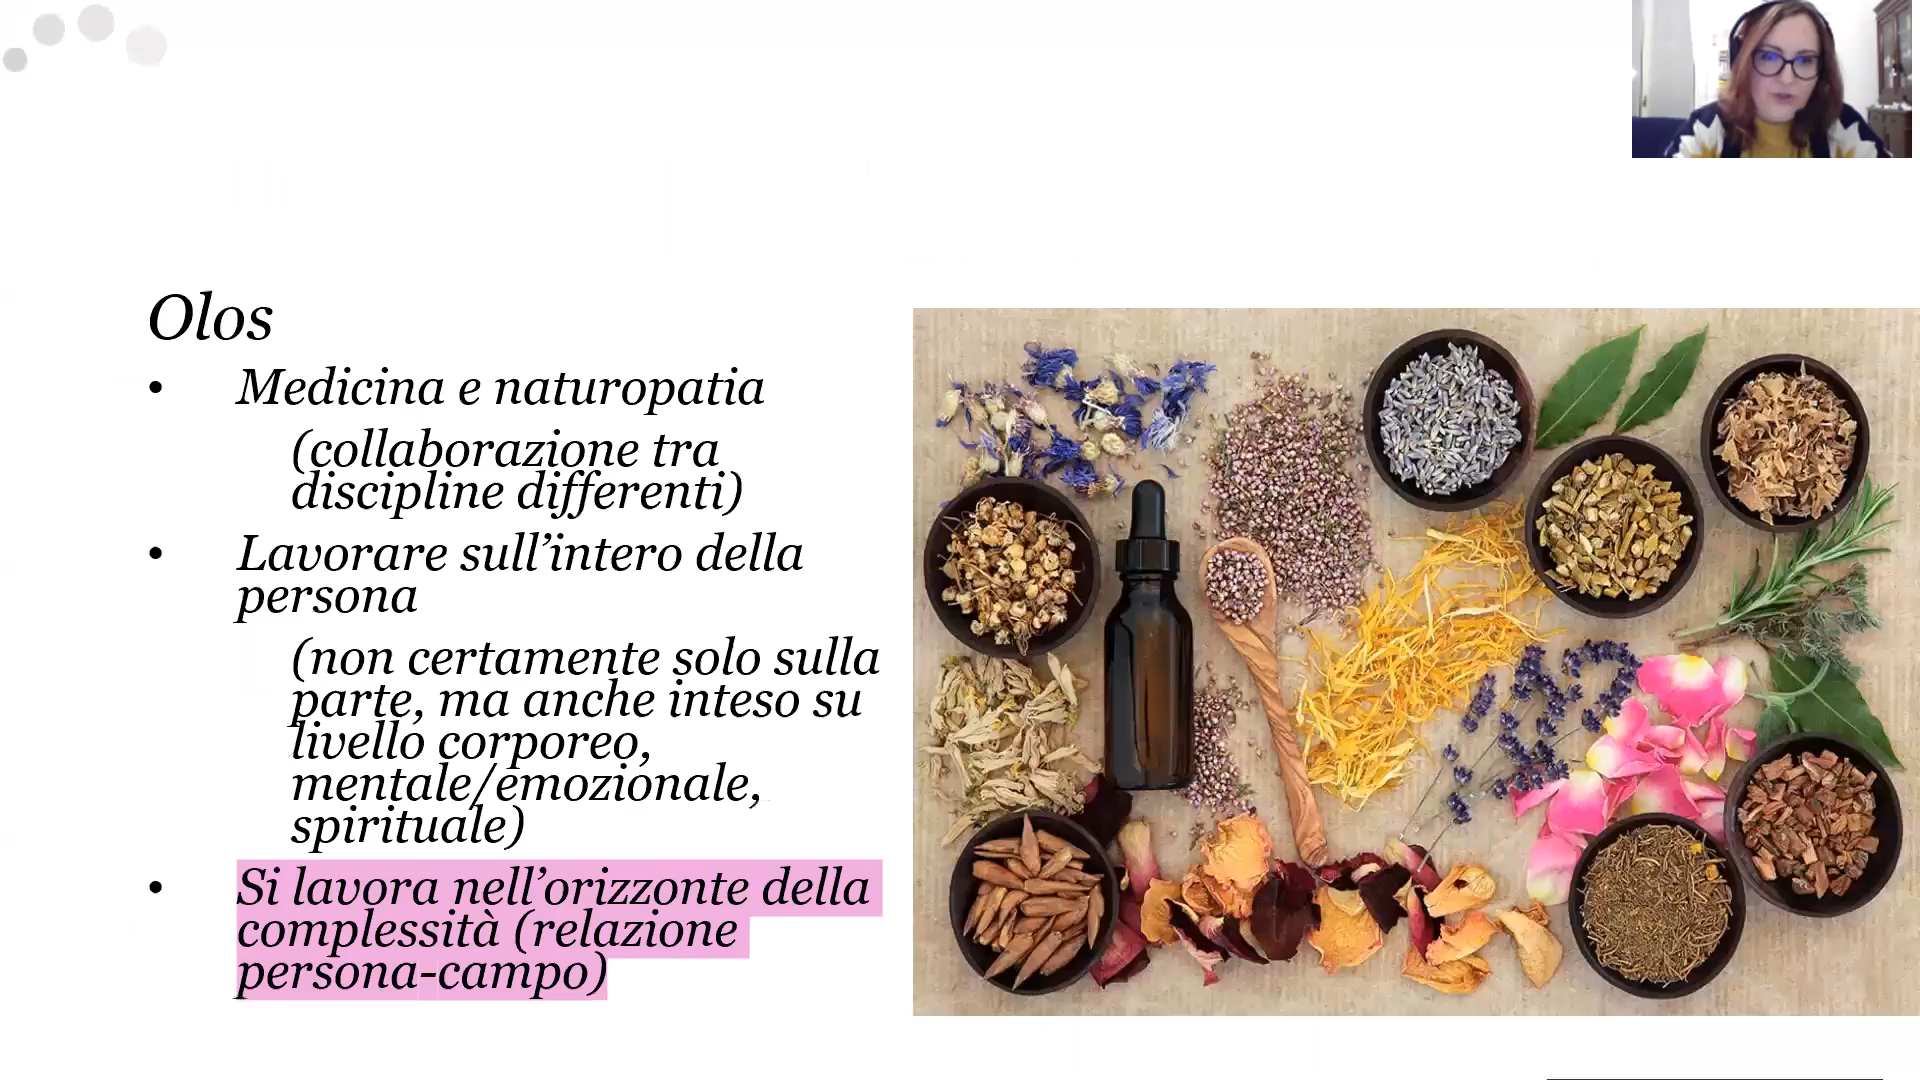 Olos
• Medicina e naturopatia
(collaborazione tra
discipline differenti)
• Lavorare sull’intero della
persona
(non certamente solo sulla
parte, ma anche inteso su
livello corporeo,
mentale/emozionale,
spirituale)
• Si lavora nell’orizzonte della
complessità (relazione
persona-campo)